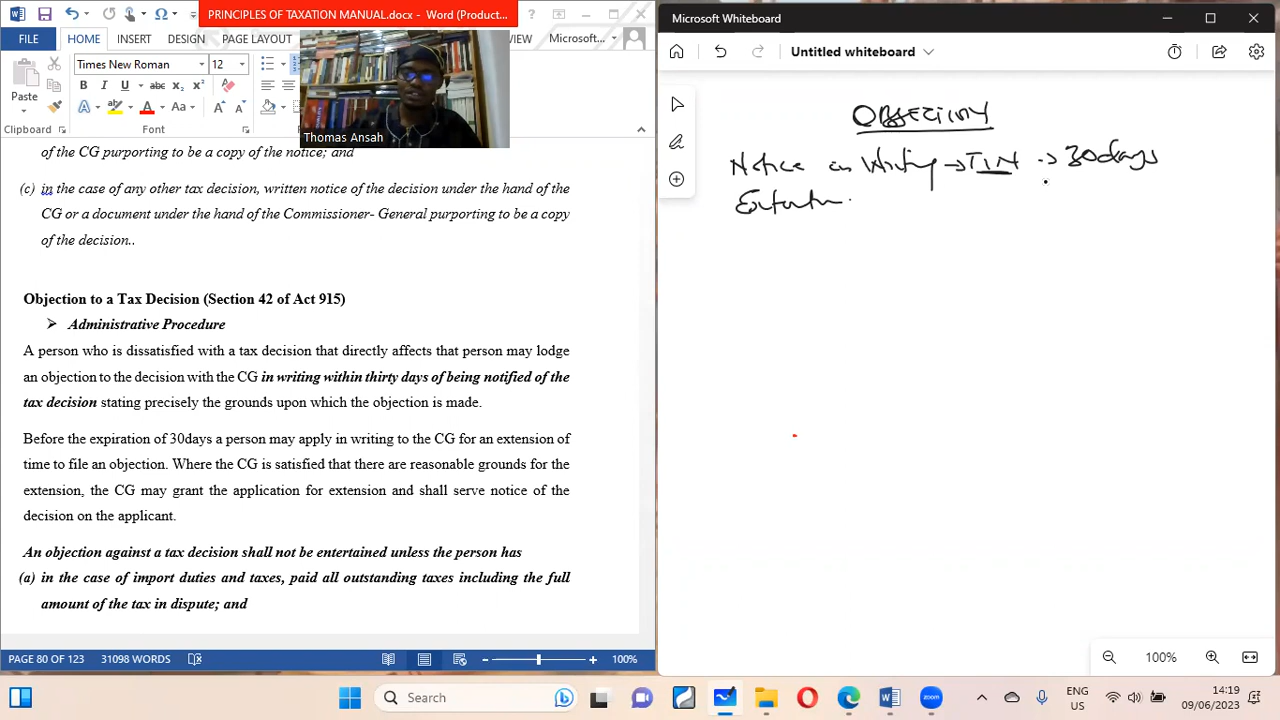 PRINCIPLES OF TAXATION MANUAL.docx - Word (Product...
FILE HOME INSERT DESIGN PAGE LAYOUT VIEW Microsoft...
Times New Roman 12
Paste
B I U abc x₂ x²
A A A Aa A A
Clipboard Font
Thomas Ansah
of the CG purporting to be a copy of the notice; and
(c) in the case of any other tax decision, written notice of the decision under the hand of the
CG or a document under the hand of the Commissioner- General purporting to be a copy
of the decision..
Objection to a Tax Decision (Section 42 of Act 915)
➢ Administrative Procedure
A person who is dissatisfied with a tax decision that directly affects that person may lodge
an objection to the decision with the CG in writing within thirty days of being notified of the
tax decision stating precisely the grounds upon which the objection is made.
Before the expiration of 30days a person may apply in writing to the CG for an extension of
time to file an objection. Where the CG is satisfied that there are reasonable grounds for the
extension, the CG may grant the application for extension and shall serve notice of the
decision on the applicant.
An objection against a tax decision shall not be entertained unless the person has
(a) in the case of import duties and taxes, paid all outstanding taxes including the full
amount of the tax in dispute; and
PAGE 80 OF 123 31098 WORDS 100%
Microsoft Whiteboard
Untitled whiteboard
Notice in Writing → TIN → 30days
100%
Search
zoom
ENG
US
14:19
09/06/2023